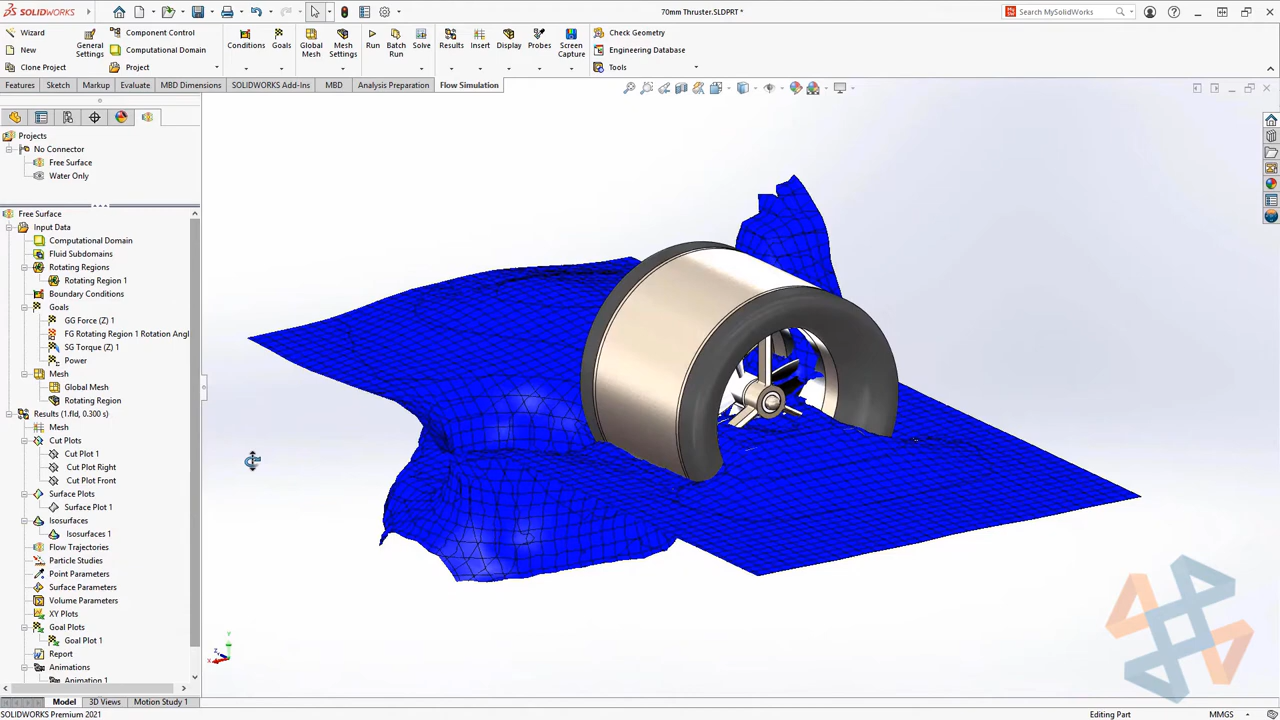 SOLIDWORKS
70mm Thruster.SLDPRT *
Search MySolidWorks
Wizard
New
Clone Project
General Settings
Component Control
Computational Domain
Project
Conditions
Goals
Global Mesh
Mesh Settings
Run
Batch Run
Solve
Results
Insert
Display
Probes
Screen Capture
Check Geometry
Engineering Database
Tools
Features Sketch Markup Evaluate MBD Dimensions SOLIDWORKS Add-Ins MBD Analysis Preparation Flow Simulation
Projects
No Connector
Free Surface
Water Only
Free Surface
Input Data
Computational Domain
Fluid Subdomains
Rotating Regions
Rotating Region 1
Boundary Conditions
Goals
GG Force (Z) 1
FG Rotating Region 1 Rotation Angl
SG Torque (Z) 1
Power
Mesh
Global Mesh
Rotating Region
Results (1.fld, 0.300 s)
Mesh
Cut Plots
Cut Plot 1
Cut Plot Right
Cut Plot Front
Surface Plots
Surface Plot 1
Isosurfaces
Isosurfaces 1
Flow Trajectories
Particle Studies
Point Parameters
Surface Parameters
Volume Parameters
XY Plots
Goal Plots
Goal Plot 1
Report
Animations
Animation 1
Y
Z
X
Model 3D Views Motion Study 1
SOLIDWORKS Premium 2021
Editing Part
MMGS